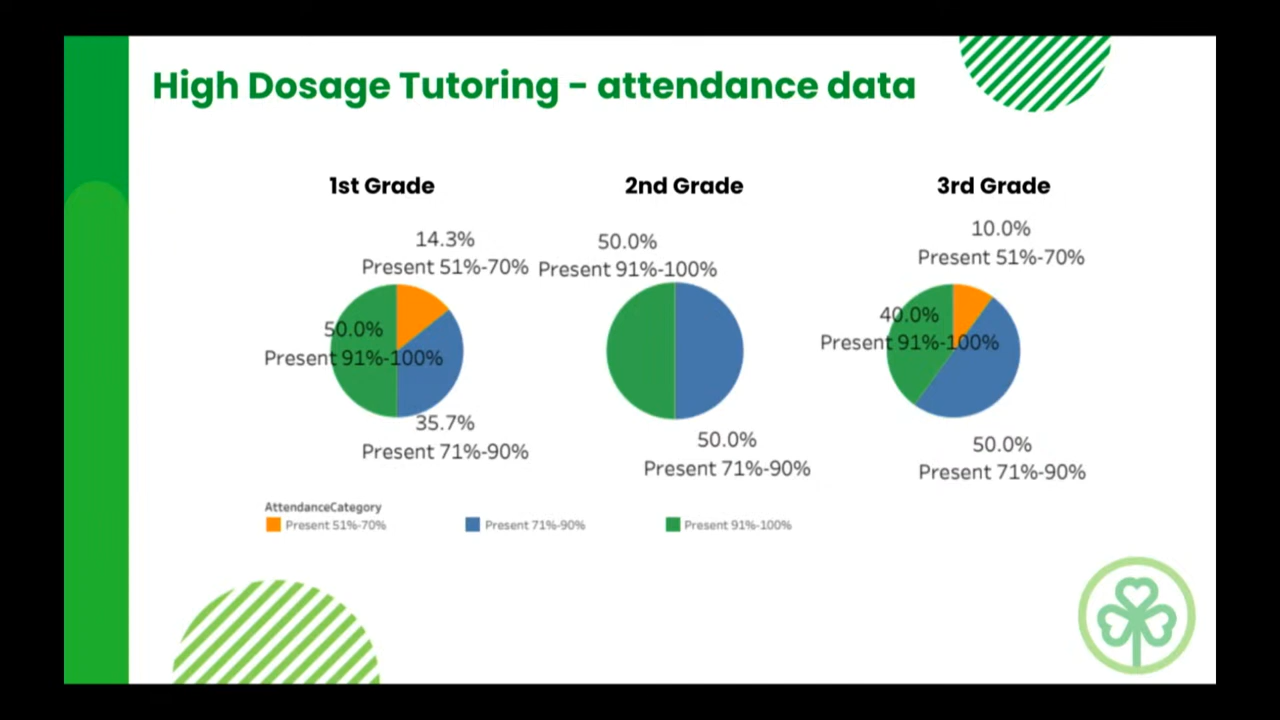 High Dosage Tutoring - attendance data
1st Grade
14.3%
Present 51%-70%
50.0%
Present 91%-100%
35.7%
Present 71%-90%
2nd Grade
50.0%
Present 91%-100%
50.0%
Present 71%-90%
3rd Grade
10.0%
Present 51%-70%
40.0%
Present 91%-100%
50.0%
Present 71%-90%
AttendanceCategory
Present 51%-70%
Present 71%-90%
Present 91%-100%